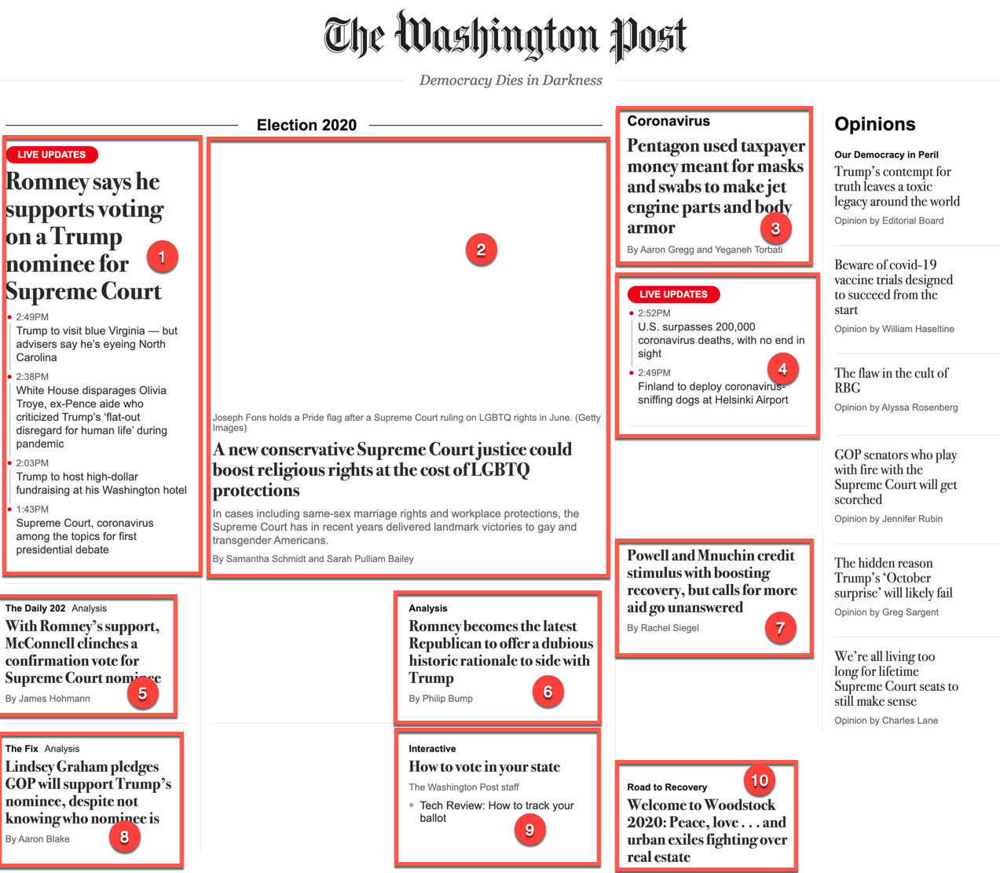 The Washington Post
Democracy Dies in Darkness
Election 2020
LIVE UPDATES
Romney says he
supports voting
on a Trump
nominee for
Supreme Court
1
2:49PM
Trump to visit blue Virginia — but
advisers say he's eyeing North
Carolina
2:38PM
White House disparages Olivia
Troye, ex-Pence aide who
criticized Trump's 'flat-out
disregard for human life' during
pandemic
2:03PM
Trump to host high-dollar
fundraising at his Washington hotel
1:43PM
Supreme Court, coronavirus
among the topics for first
presidential debate
2
Joseph Fons holds a Pride flag after a Supreme Court ruling on LGBTQ rights in June. (Getty
Images)
A new conservative Supreme Court justice could
boost religious rights at the cost of LGBTQ
protections
In cases including same-sex marriage rights and workplace protections, the
Supreme Court has in recent years delivered landmark victories to gay and
transgender Americans.
By Samantha Schmidt and Sarah Pulliam Bailey
The Daily 202 Analysis
With Romney's support,
McConnell clinches a
confirmation vote for
Supreme Court nominee
By James Hohmann
5
Analysis
Romney becomes the latest
Republican to offer a dubious
historic rationale to side with
Trump
By Philip Bump
6
The Fix Analysis
Lindsey Graham pledges
GOP will support Trump's
nominee, despite not
knowing who nominee is
By Aaron Blake
8
Interactive
How to vote in your state
The Washington Post staff
Tech Review: How to track your
ballot
9
Coronavirus
Pentagon used taxpayer
money meant for masks
and swabs to make jet
engine parts and body
armor
3
By Aaron Gregg and Yeganeh Torbati
LIVE UPDATES
2:52PM
U.S. surpasses 200,000
coronavirus deaths, with no end in
sight
4
2:49PM
Finland to deploy coronavirus-
sniffing dogs at Helsinki Airport
Powell and Mnuchin credit
stimulus with boosting
recovery, but calls for more
aid go unanswered
By Rachel Siegel
7
10
Road to Recovery
Welcome to Woodstock
2020: Peace, love . . . and
urban exiles fighting over
real estate
Opinions
Our Democracy in Peril
Trump's contempt for
truth leaves a toxic
legacy around the world
Opinion by Editorial Board
Beware of covid-19
vaccine trials designed
to succeed from the
start
Opinion by William Haseltine
The flaw in the cult of
RBG
Opinion by Alyssa Rosenberg
GOP senators who play
with fire with the
Supreme Court will get
scorched
Opinion by Jennifer Rubin
The hidden reason
Trump's 'October
surprise' will likely fail
Opinion by Greg Sargent
We're all living too
long for lifetime
Supreme Court seats to
still make sense
Opinion by Charles Lane